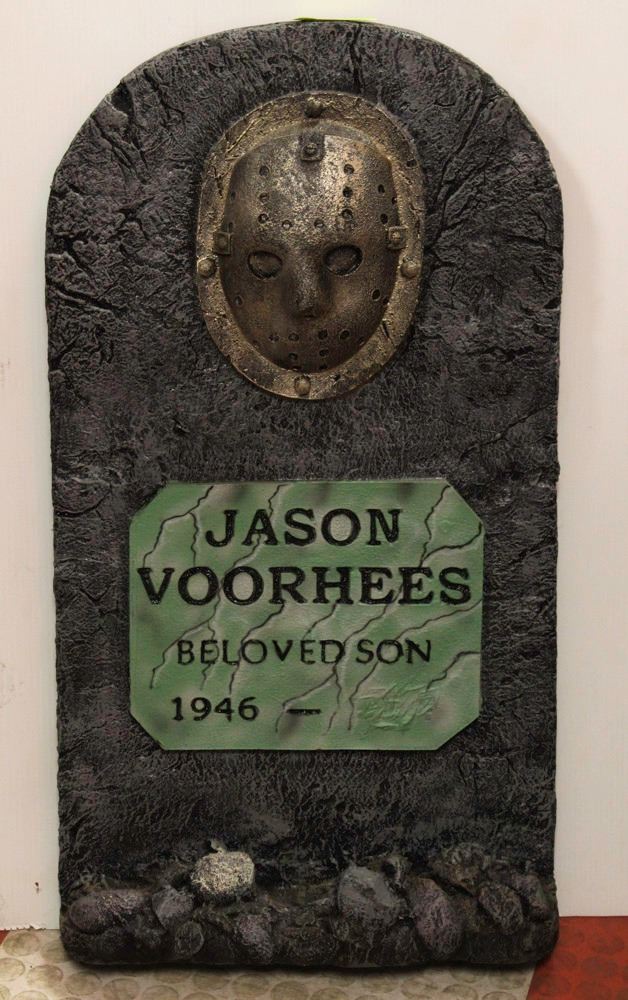 JASON
VOORHEES
BELOVED SON
1946 —